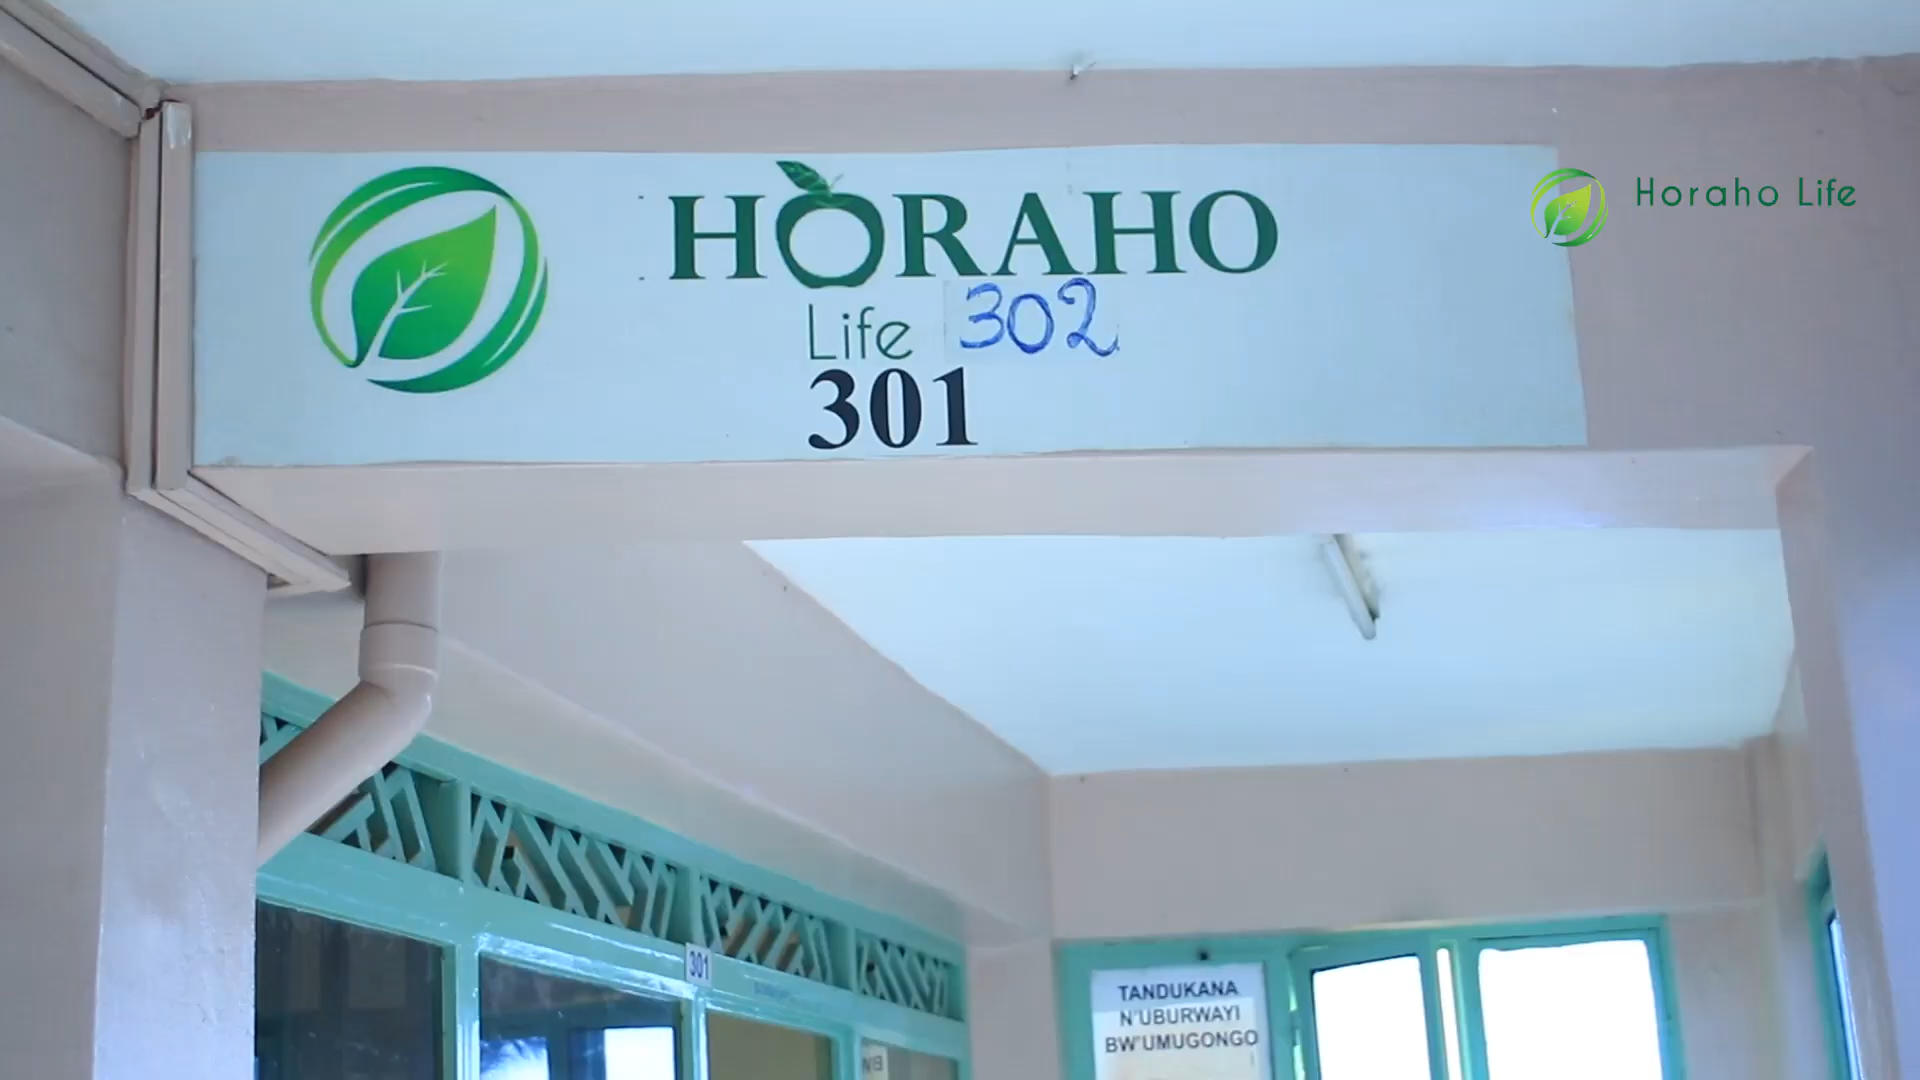 HORAHO
Life 302
301
Horaho Life
301
TANDUKANA
N'UBURWAYI
BW'UMUGONGO